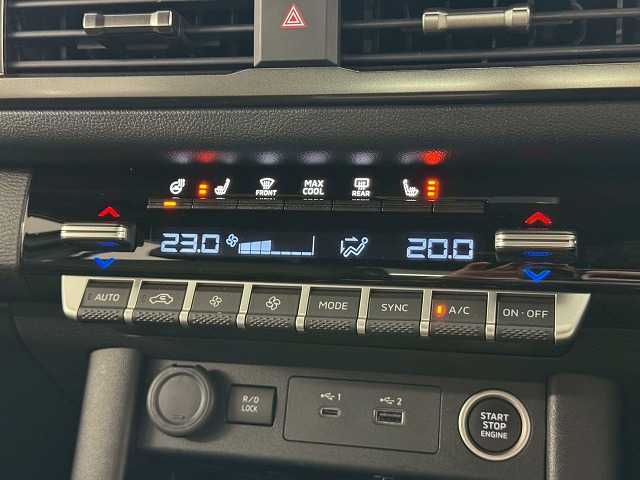 FRONT
MAX
COOL
REAR
23.0
20.0
AUTO
MODE
SYNC
A/C
ON·OFF
R/D
LOCK
1
2
START
STOP
ENGINE